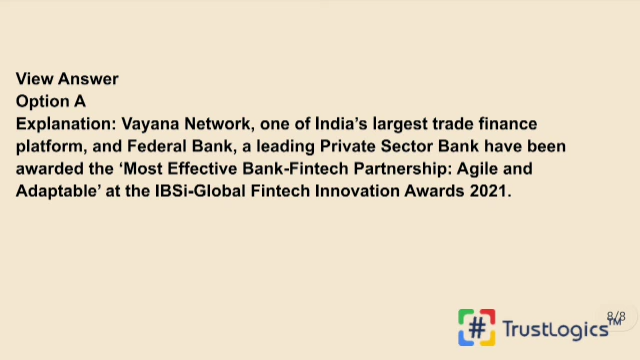 View Answer
Option A
Explanation: Vayana Network, one of India’s largest trade finance
platform, and Federal Bank, a leading Private Sector Bank have been
awarded the ‘Most Effective Bank-Fintech Partnership: Agile and
Adaptable’ at the IBSi-Global Fintech Innovation Awards 2021.
8/8
# TrustLogics™